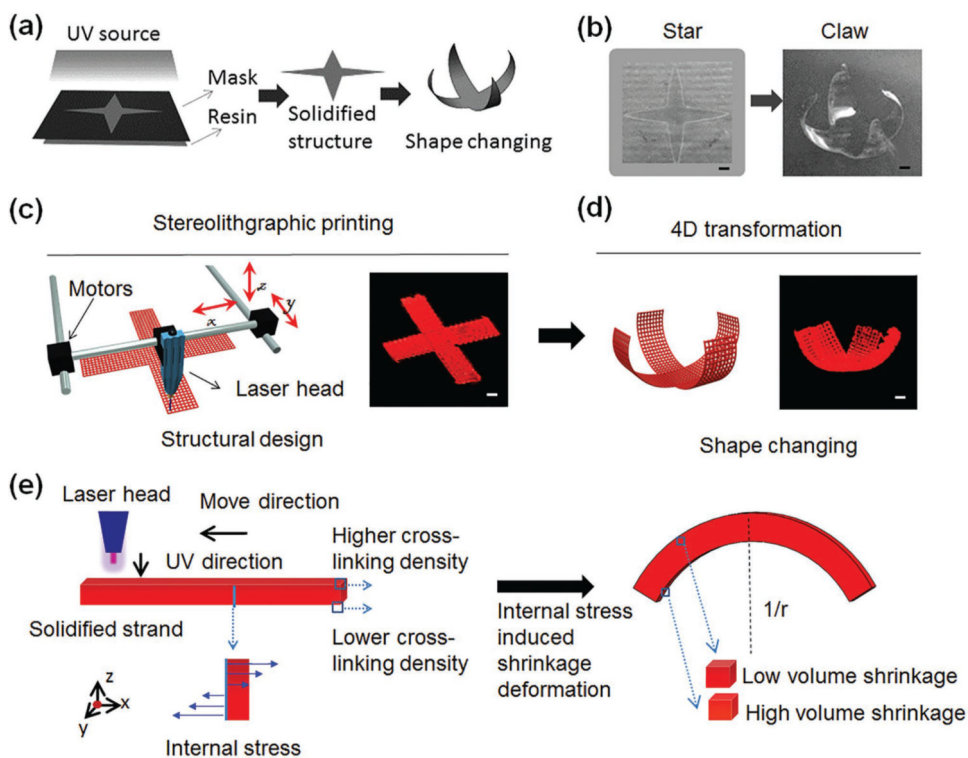 (a)
UV source
Mask
Resin
Solidified
structure
Shape changing
(b)
Star
Claw
(c)
Stereolithgraphic printing
Motors
x
z
y
Laser head
Structural design
(d)
4D transformation
Shape changing
(e)
Laser head
Move direction
UV direction
Higher cross-
linking density
Solidified strand
Lower cross-
linking density
z
x
y
Internal stress
Internal stress
induced
shrinkage
deformation
1/r
Low volume shrinkage
High volume shrinkage